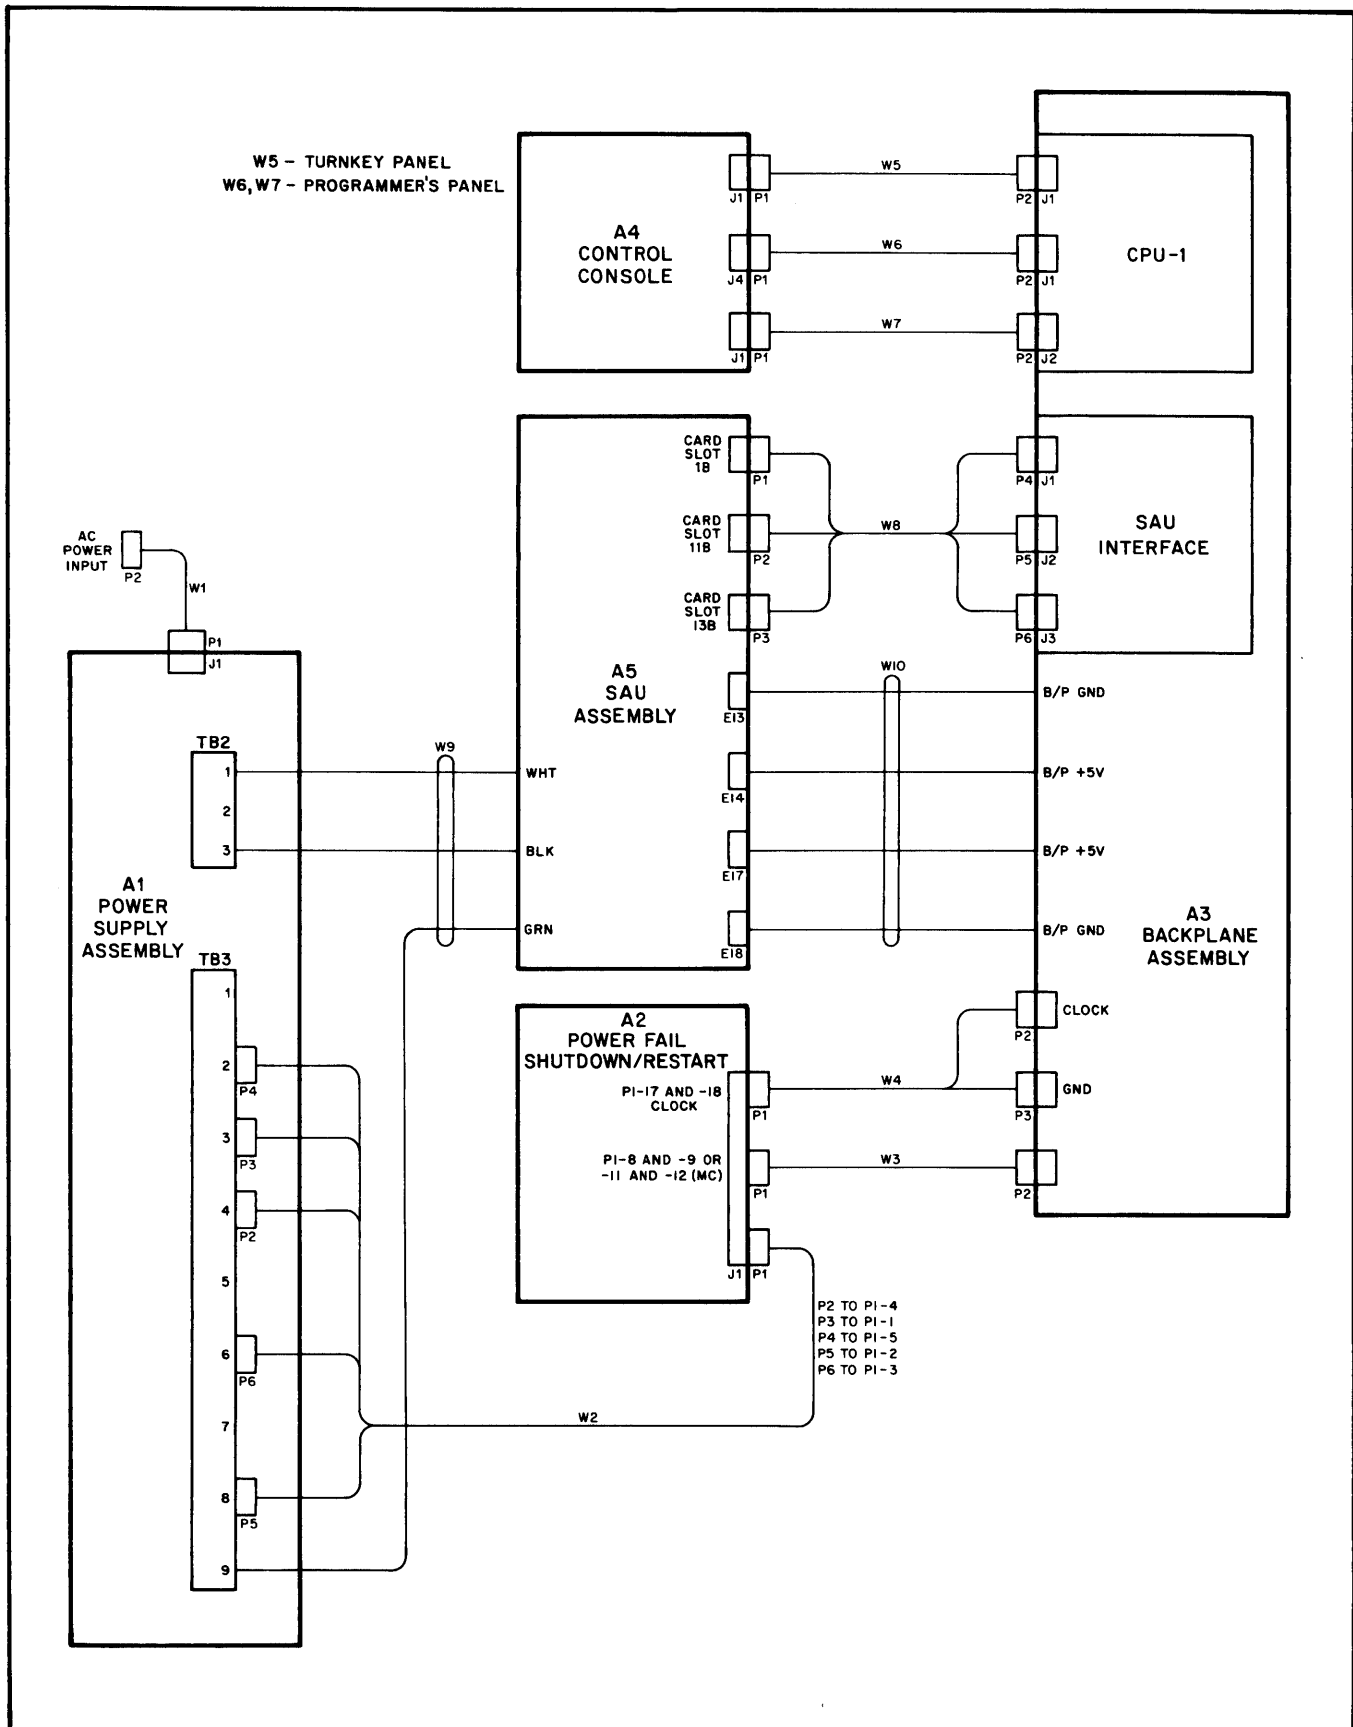 W5 - TURNKEY PANEL
W6, W7 - PROGRAMMER'S PANEL
A4
CONTROL
CONSOLE
J1 P1
W5
P2 J1
J4 P1
W6
P2 J1
J1 P1
W7
P2 J2
CPU-1
CARD
SLOT
1B
P1
CARD
SLOT
11B
P2
CARD
SLOT
13B
P3
W8
P4 J1
P5 J2
P6 J3
SAU
INTERFACE
AC
POWER
INPUT
P2
W1
P1
J1
A5
SAU
ASSEMBLY
W10
E13
B/P GND
E14
B/P +5V
E17
B/P +5V
E18
B/P GND
TB2
1
2
3
W9
WHT
BLK
GRN
A1
POWER
SUPPLY
ASSEMBLY
A3
BACKPLANE
ASSEMBLY
TB3
1
2
P4
3
P3
4
P2
5
6
P6
7
8
P5
9
A2
POWER FAIL
SHUTDOWN/RESTART
P1-17 AND -18
CLOCK
P1
W4
P2
CLOCK
P3
GND
P1-8 AND -9 OR
-11 AND -12 (MC)
P1
W3
P2
J1 P1
P2 TO P1-4
P3 TO P1-1
P4 TO P1-5
P5 TO P1-2
P6 TO P1-3
W2